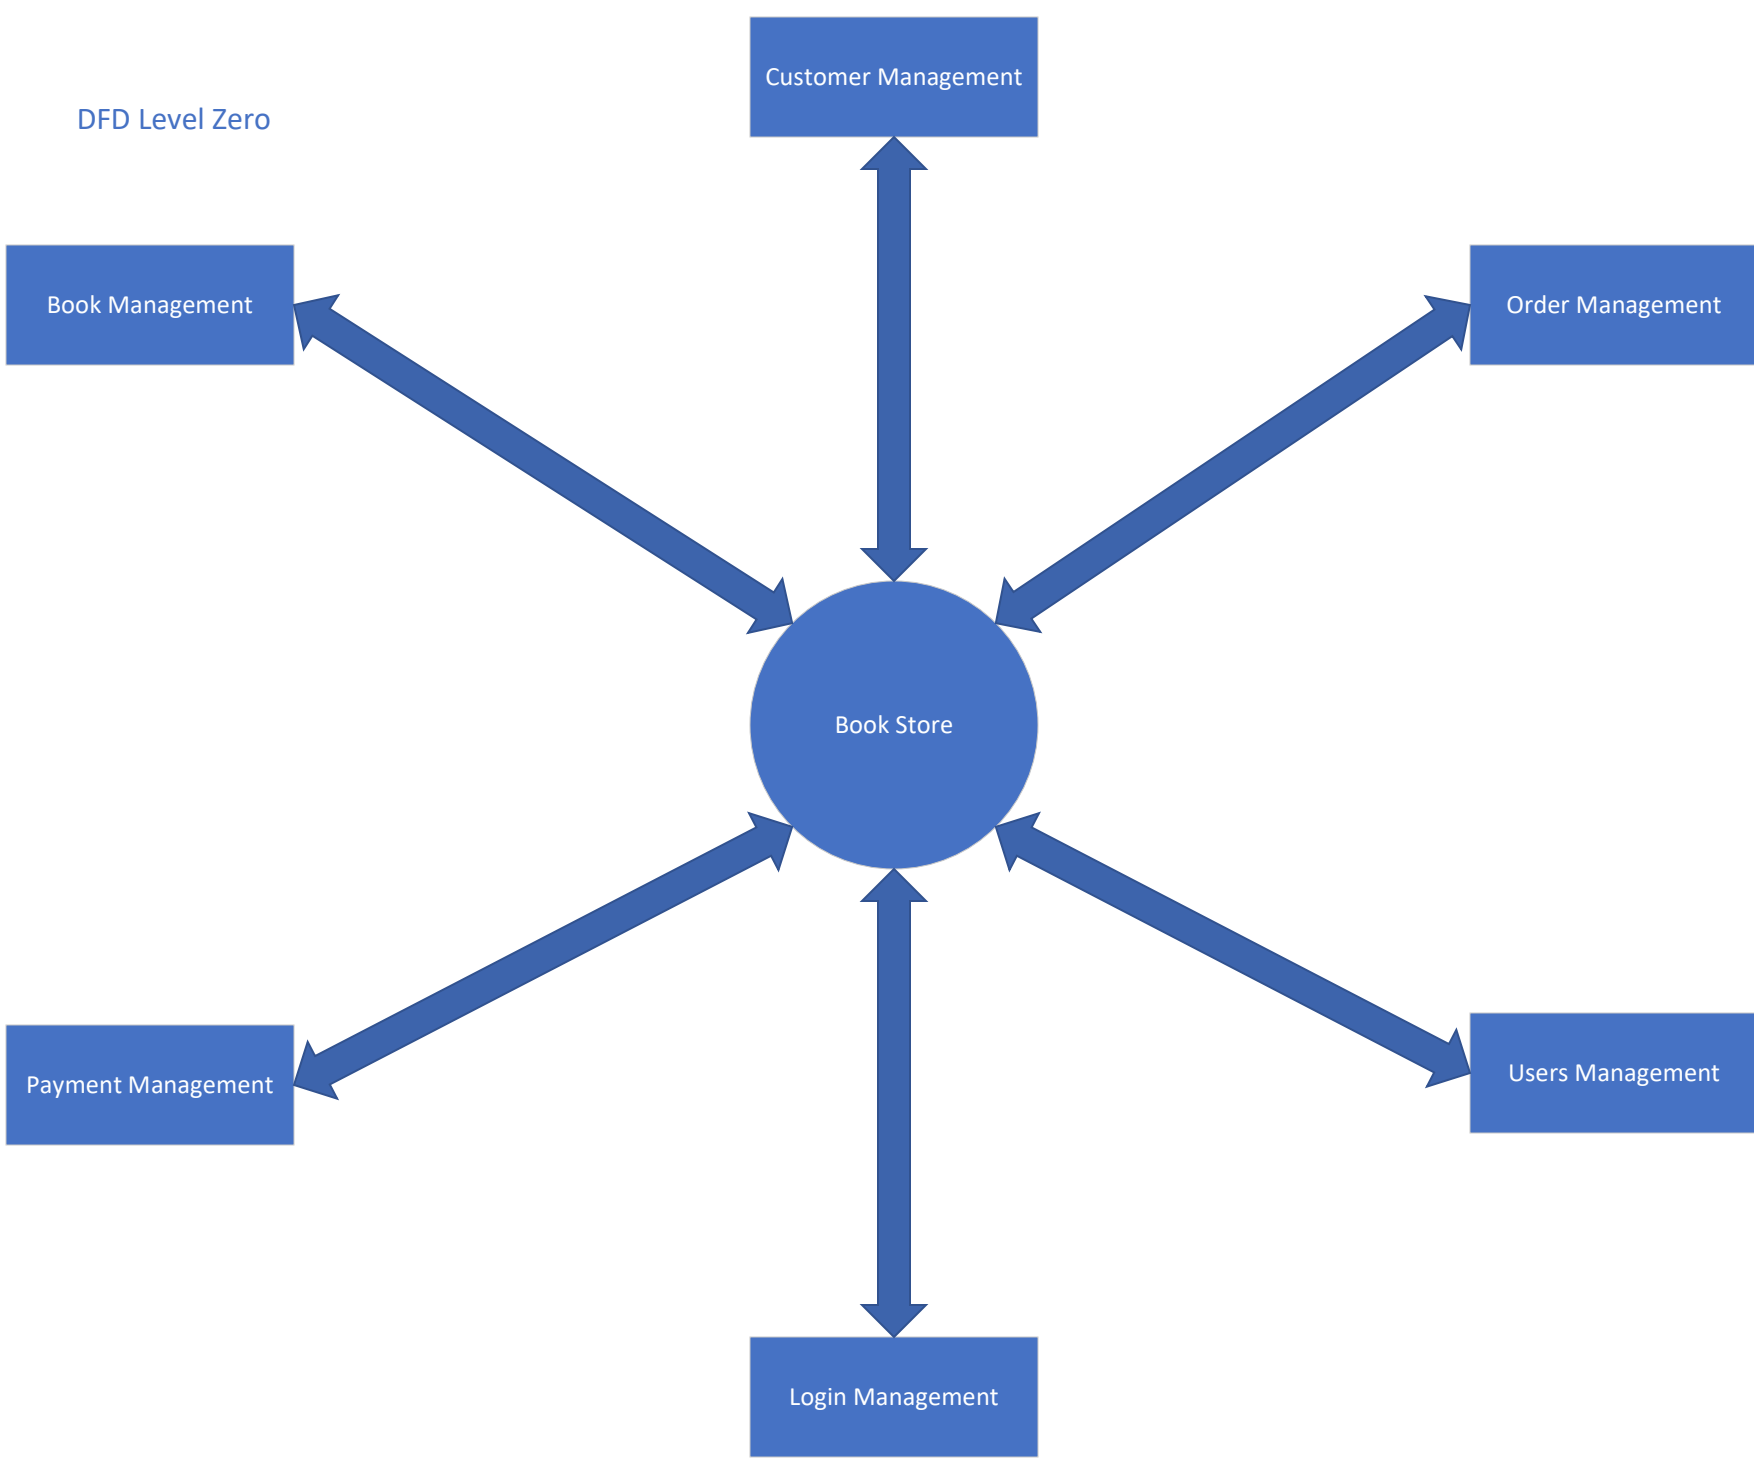 Customer Management
DFD Level Zero
Book Management
Order Management
Book Store
Payment Management
Users Management
Login Management